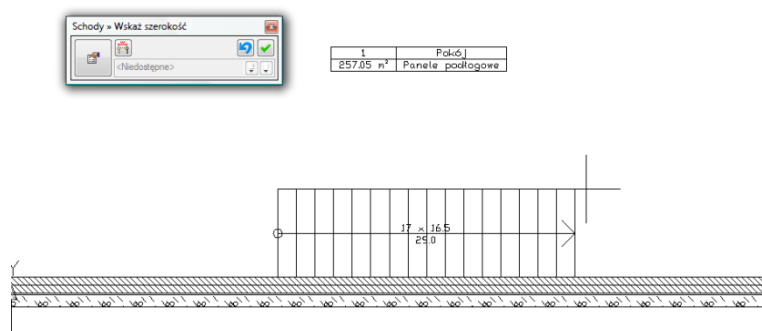 Schody » Wskaż szerokość
<Niedostępne>
1 Pokój
257.05 m² Panele podłogowe
17 x 16.5
29.0